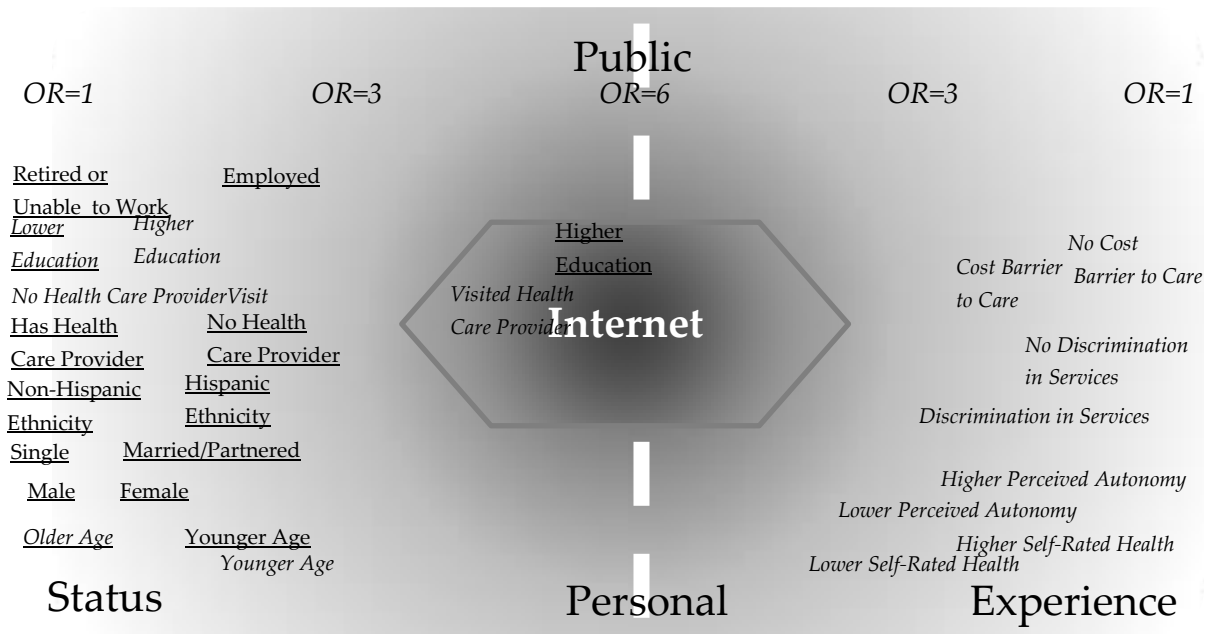 Public
OR=1 OR=3 OR=6 OR=3 OR=1
Retired or
Unable to Work
Employed
Lower
Education
Higher
Education
No Health Care ProviderVisit
Has Health
Care Provider
No Health
Care Provider
Non-Hispanic
Ethnicity
Hispanic
Ethnicity
Single
Married/Partnered
Male
Female
Older Age
Younger Age
Younger Age
Status
Higher
Education
Visited Health
Care Provider
Internet
Personal
No Cost
Barrier to Care
Cost Barrier
to Care
No Discrimination
in Services
Discrimination in Services
Higher Perceived Autonomy
Lower Perceived Autonomy
Higher Self-Rated Health
Lower Self-Rated Health
Experience